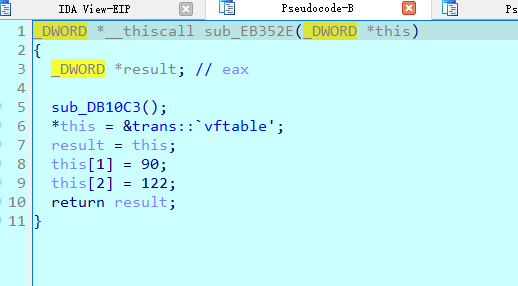 IDA View-EIP Pseudocode-B Ps
1 _DWORD *__thiscall sub_EB352E(_DWORD *this)
2 {
3 _DWORD *result; // eax
4
5 sub_DB10C3();
6 *this = &trans::`vftable';
7 result = this;
8 this[1] = 90;
9 this[2] = 122;
10 return result;
11 }